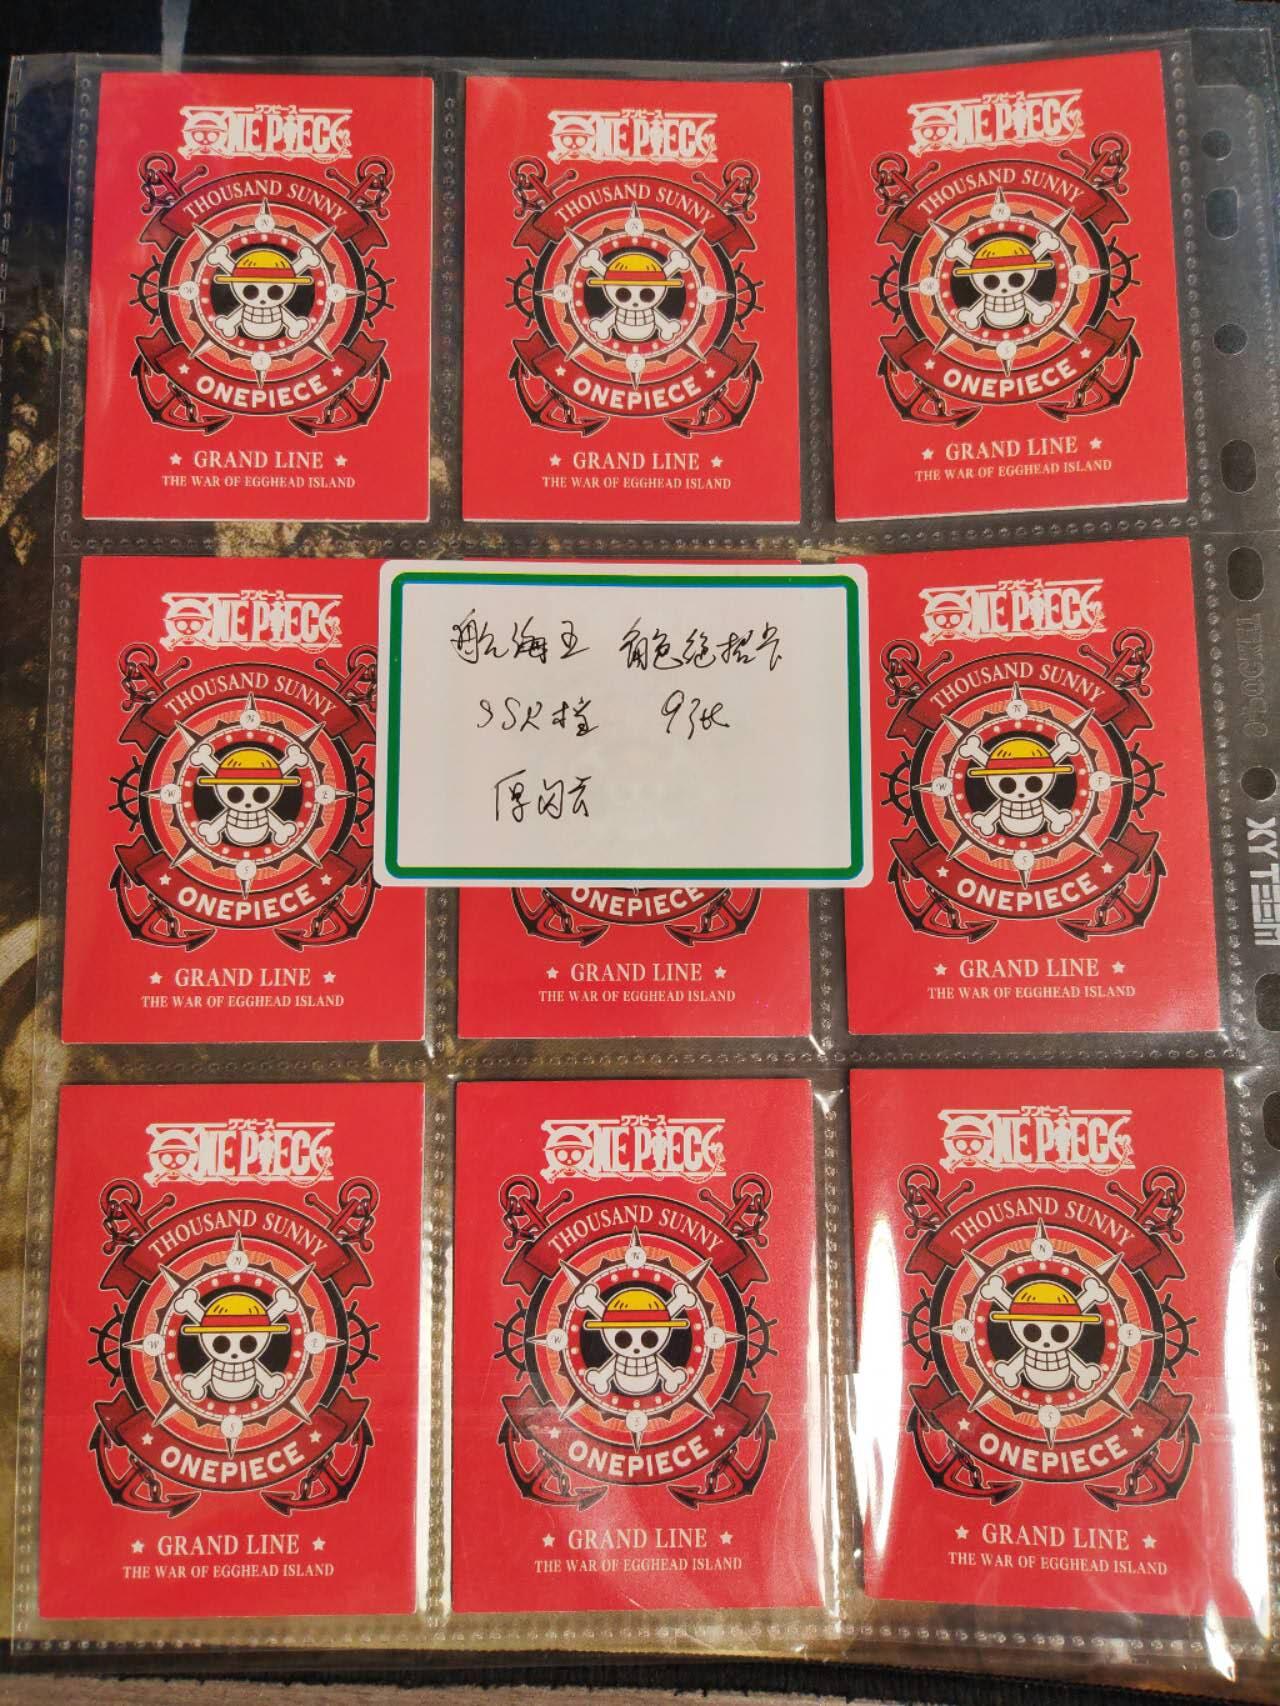 ワンピース
ONE PIECE
THOUSAND SUNNY
N
W E
S
ONEPIECE
GRAND LINE
THE WAR OF EGGHEAD ISLAND
ワンピース
ONE PIECE
THOUSAND SUNNY
N
W E
S
ONEPIECE
GRAND LINE
THE WAR OF EGGHEAD ISLAND
ワンピース
ONE PIECE
THOUSAND SUNNY
N
W E
S
ONEPIECE
GRAND LINE
THE WAR OF EGGHEAD ISLAND
ワンピース
ONE PIECE
THOUSAND SUNNY
N
W E
S
ONEPIECE
GRAND LINE
THE WAR OF EGGHEAD ISLAND
航海王 角色绝招卡
SSR档 9张
厚闪云
ONEPIECE
GRAND LINE
THE WAR OF EGGHEAD ISLAND
ワンピース
ONE PIECE
THOUSAND SUNNY
N
W E
S
ONEPIECE
GRAND LINE
THE WAR OF EGGHEAD ISLAND
ワンピース
ONE PIECE
THOUSAND SUNNY
N
W E
S
ONEPIECE
GRAND LINE
THE WAR OF EGGHEAD ISLAND
ワンピース
ONE PIECE
THOUSAND SUNNY
N
W E
S
ONEPIECE
GRAND LINE
THE WAR OF EGGHEAD ISLAND
ワンピース
ONE PIECE
THOUSAND SUNNY
N
W E
S
ONEPIECE
GRAND LINE
THE WAR OF EGGHEAD ISLAND